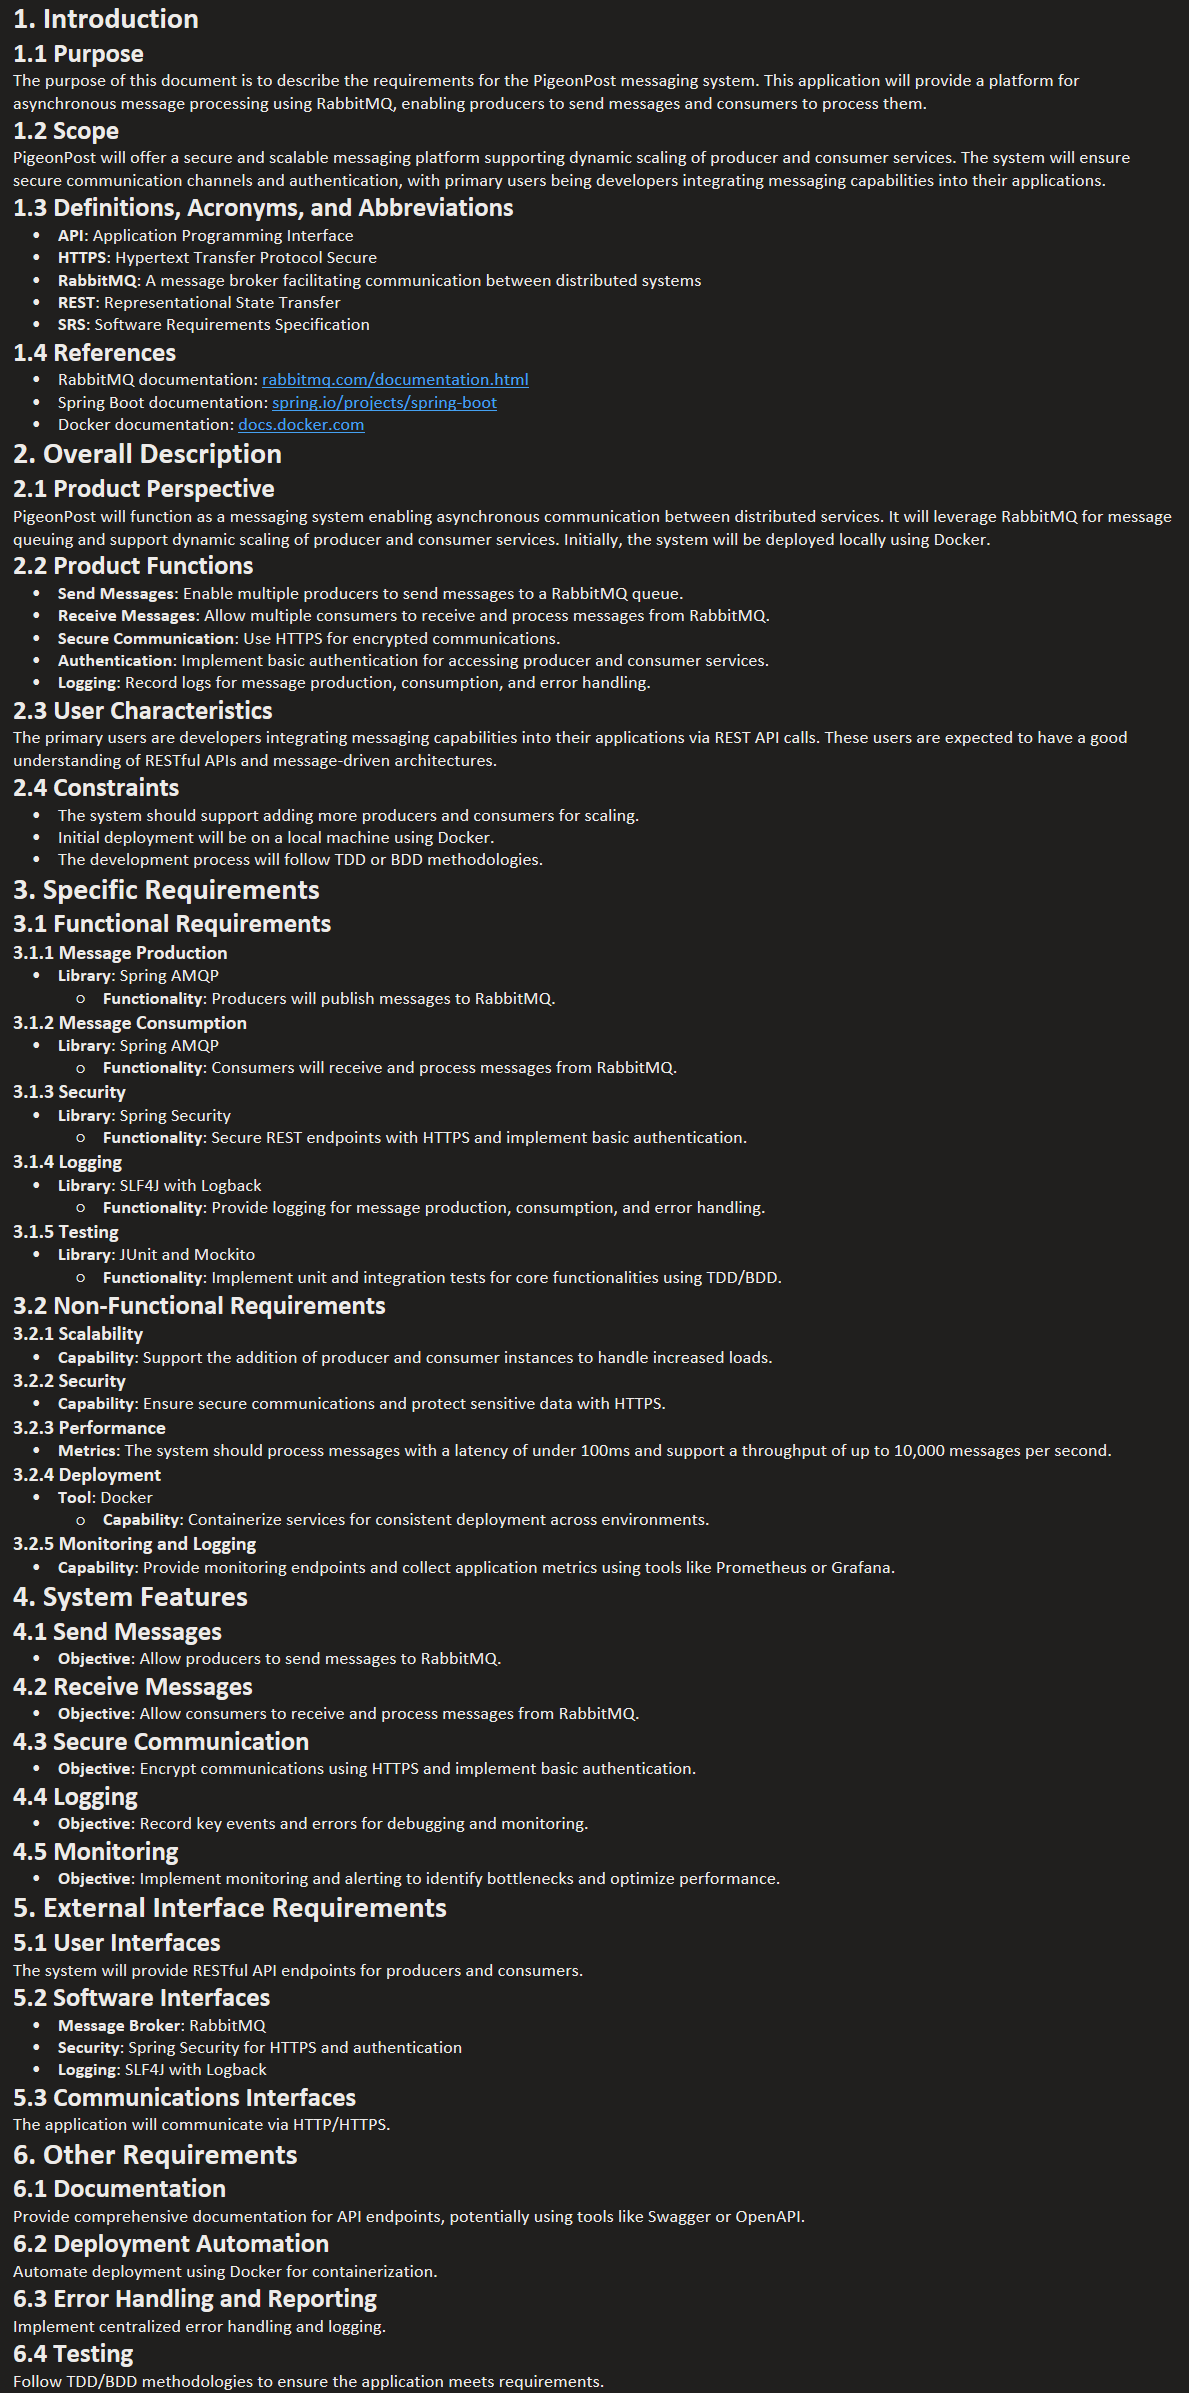 1. Introduction
1.1 Purpose
The purpose of this document is to describe the requirements for the PigeonPost messaging system. This application will provide a platform for
asynchronous message processing using RabbitMQ, enabling producers to send messages and consumers to process them.
1.2 Scope
PigeonPost will offer a secure and scalable messaging platform supporting dynamic scaling of producer and consumer services. The system will ensure
secure communication channels and authentication, with primary users being developers integrating messaging capabilities into their applications.
1.3 Definitions, Acronyms, and Abbreviations
• API: Application Programming Interface
• HTTPS: Hypertext Transfer Protocol Secure
• RabbitMQ: A message broker facilitating communication between distributed systems
• REST: Representational State Transfer
• SRS: Software Requirements Specification
1.4 References
• RabbitMQ documentation: rabbitmq.com/documentation.html
• Spring Boot documentation: spring.io/projects/spring-boot
• Docker documentation: docs.docker.com
2. Overall Description
2.1 Product Perspective
PigeonPost will function as a messaging system enabling asynchronous communication between distributed services. It will leverage RabbitMQ for message
queuing and support dynamic scaling of producer and consumer services. Initially, the system will be deployed locally using Docker.
2.2 Product Functions
• Send Messages: Enable multiple producers to send messages to a RabbitMQ queue.
• Receive Messages: Allow multiple consumers to receive and process messages from RabbitMQ.
• Secure Communication: Use HTTPS for encrypted communications.
• Authentication: Implement basic authentication for accessing producer and consumer services.
• Logging: Record logs for message production, consumption, and error handling.
2.3 User Characteristics
The primary users are developers integrating messaging capabilities into their applications via REST API calls. These users are expected to have a good
understanding of RESTful APIs and message-driven architectures.
2.4 Constraints
• The system should support adding more producers and consumers for scaling.
• Initial deployment will be on a local machine using Docker.
• The development process will follow TDD or BDD methodologies.
3. Specific Requirements
3.1 Functional Requirements
3.1.1 Message Production
• Library: Spring AMQP
○ Functionality: Producers will publish messages to RabbitMQ.
3.1.2 Message Consumption
• Library: Spring AMQP
○ Functionality: Consumers will receive and process messages from RabbitMQ.
3.1.3 Security
• Library: Spring Security
○ Functionality: Secure REST endpoints with HTTPS and implement basic authentication.
3.1.4 Logging
• Library: SLF4J with Logback
○ Functionality: Provide logging for message production, consumption, and error handling.
3.1.5 Testing
• Library: JUnit and Mockito
○ Functionality: Implement unit and integration tests for core functionalities using TDD/BDD.
3.2 Non-Functional Requirements
3.2.1 Scalability
• Capability: Support the addition of producer and consumer instances to handle increased loads.
3.2.2 Security
• Capability: Ensure secure communications and protect sensitive data with HTTPS.
3.2.3 Performance
• Metrics: The system should process messages with a latency of under 100ms and support a throughput of up to 10,000 messages per second.
3.2.4 Deployment
• Tool: Docker
○ Capability: Containerize services for consistent deployment across environments.
3.2.5 Monitoring and Logging
• Capability: Provide monitoring endpoints and collect application metrics using tools like Prometheus or Grafana.
4. System Features
4.1 Send Messages
• Objective: Allow producers to send messages to RabbitMQ.
4.2 Receive Messages
• Objective: Allow consumers to receive and process messages from RabbitMQ.
4.3 Secure Communication
• Objective: Encrypt communications using HTTPS and implement basic authentication.
4.4 Logging
• Objective: Record key events and errors for debugging and monitoring.
4.5 Monitoring
• Objective: Implement monitoring and alerting to identify bottlenecks and optimize performance.
5. External Interface Requirements
5.1 User Interfaces
The system will provide RESTful API endpoints for producers and consumers.
5.2 Software Interfaces
• Message Broker: RabbitMQ
• Security: Spring Security for HTTPS and authentication
• Logging: SLF4J with Logback
5.3 Communications Interfaces
The application will communicate via HTTP/HTTPS.
6. Other Requirements
6.1 Documentation
Provide comprehensive documentation for API endpoints, potentially using tools like Swagger or OpenAPI.
6.2 Deployment Automation
Automate deployment using Docker for containerization.
6.3 Error Handling and Reporting
Implement centralized error handling and logging.
6.4 Testing
Follow TDD/BDD methodologies to ensure the application meets requirements.